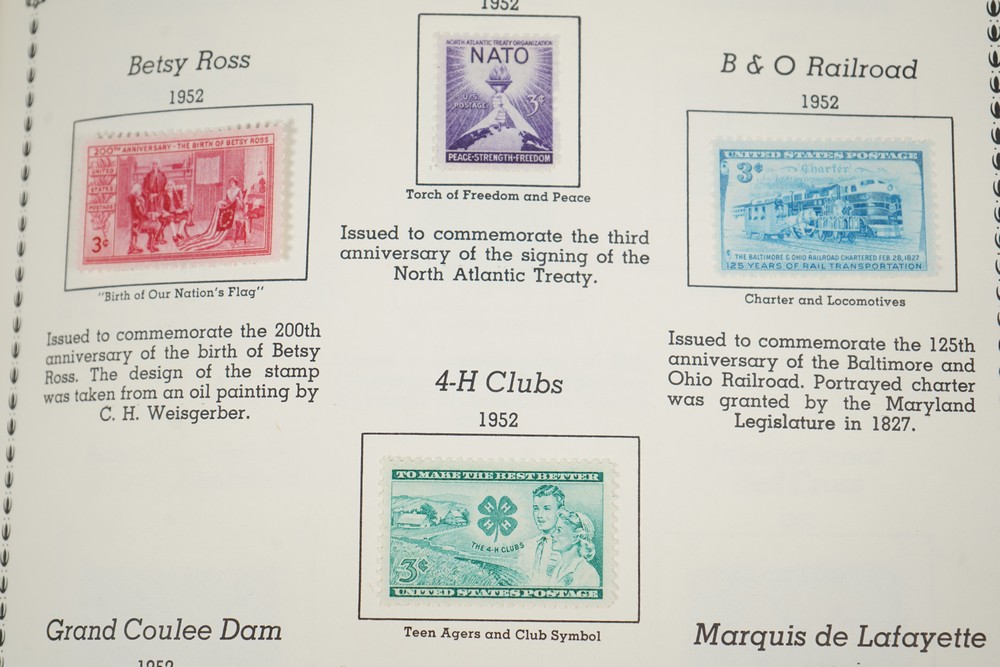 1952
Betsy Ross
1952
200TH ANNIVERSARY - THE BIRTH OF BETSY ROSS
UNITED
STATES
POSTAGE
3¢
"Birth of Our Nation's Flag"
Issued to commemorate the 200th
anniversary of the birth of Betsy
Ross. The design of the stamp
was taken from an oil painting by
C. H. Weisgerber.
NORTH ATLANTIC TREATY ORGANIZATION
NATO
U.S.
POSTAGE
3¢
PEACE-STRENGTH-FREEDOM
Torch of Freedom and Peace
Issued to commemorate the third
anniversary of the signing of the
North Atlantic Treaty.
B & O Railroad
1952
UNITED STATES POSTAGE
3¢
Charter
THE BALTIMORE & OHIO RAILROAD CHARTERED FEB. 28, 1827
125 YEARS OF RAIL TRANSPORTATION
Charter and Locomotives
Issued to commemorate the 125th
anniversary of the Baltimore and
Ohio Railroad. Portrayed charter
was granted by the Maryland
Legislature in 1827.
4-H Clubs
1952
TO MAKE THE BEST BETTER
H H
H H
THE 4-H CLUBS
3¢
UNITED STATES POSTAGE
Teen Agers and Club Symbol
Grand Coulee Dam
1952
Marquis de Lafayette